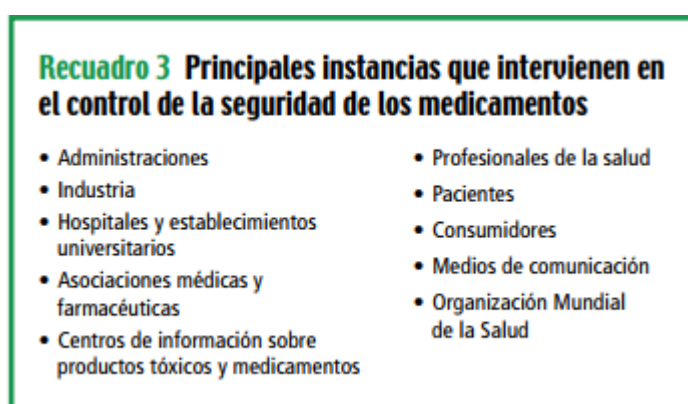 Recuadro 3 Principales instancias que intervienen en
el control de la seguridad de los medicamentos
• Administraciones
• Industria
• Hospitales y establecimientos
universitarios
• Asociaciones médicas y
farmacéuticas
• Centros de información sobre
productos tóxicos y medicamentos
• Profesionales de la salud
• Pacientes
• Consumidores
• Medios de comunicación
• Organización Mundial
de la Salud